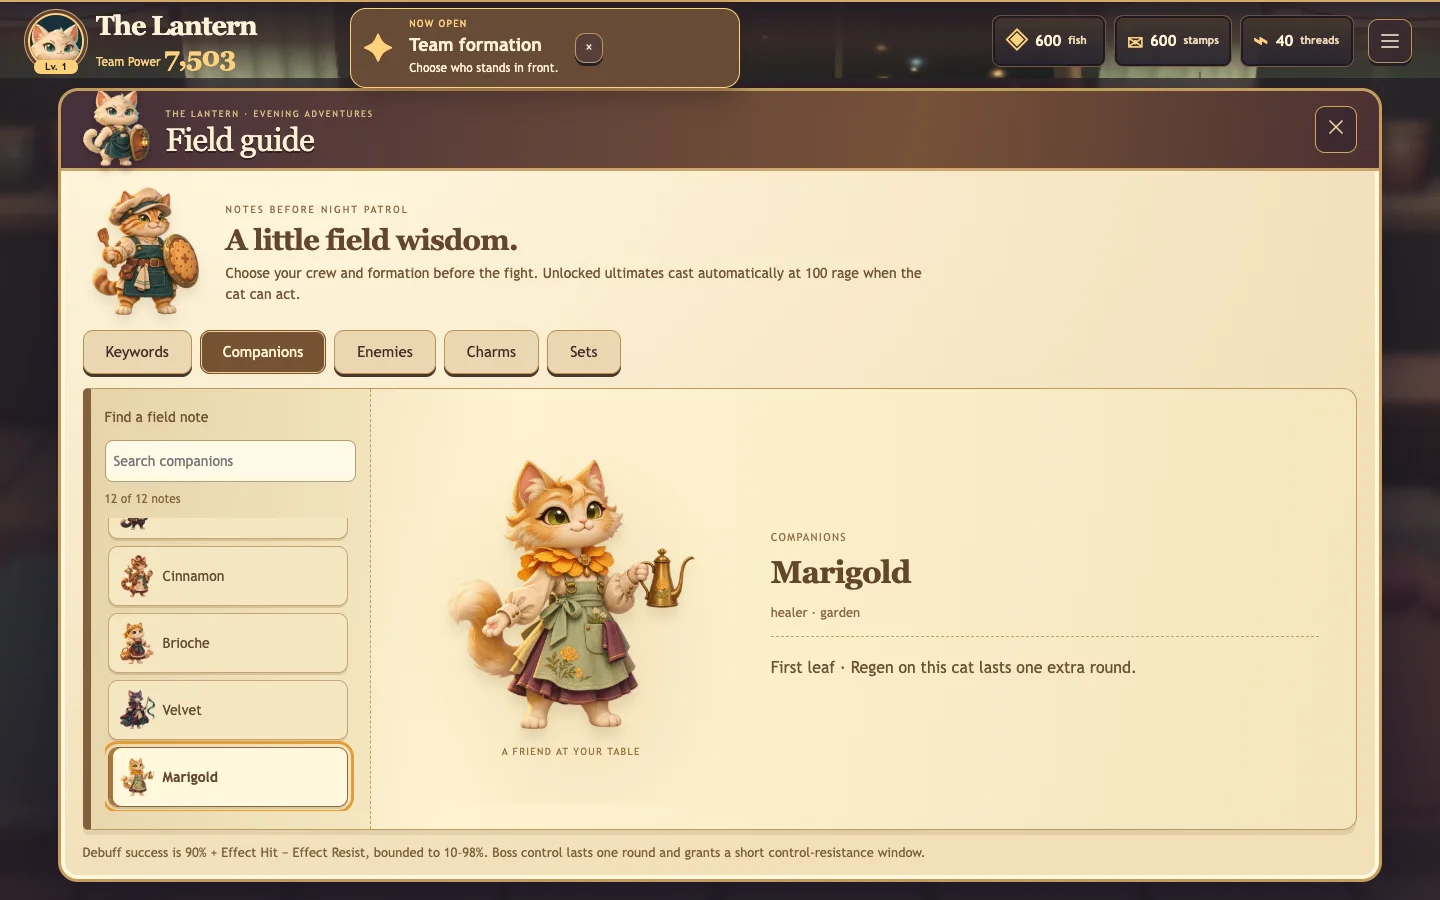 The Lantern
Team Power 7,503
Lv. 1
NOW OPEN
Team formation
Choose who stands in front.
×
600 fish
600 stamps
40 threads
THE LANTERN · EVENING ADVENTURES
Field guide
NOTES BEFORE NIGHT PATROL
A little field wisdom.
Choose your crew and formation before the fight. Unlocked ultimates cast automatically at 100 rage when the
cat can act.
Keywords
Companions
Enemies
Charms
Sets
Find a field note
Search companions
12 of 12 notes
Cinnamon
Brioche
Velvet
Marigold
A FRIEND AT YOUR TABLE
COMPANIONS
Marigold
healer · garden
First leaf · Regen on this cat lasts one extra round.
Debuff success is 90% + Effect Hit − Effect Resist, bounded to 10–98%. Boss control lasts one round and grants a short control-resistance window.